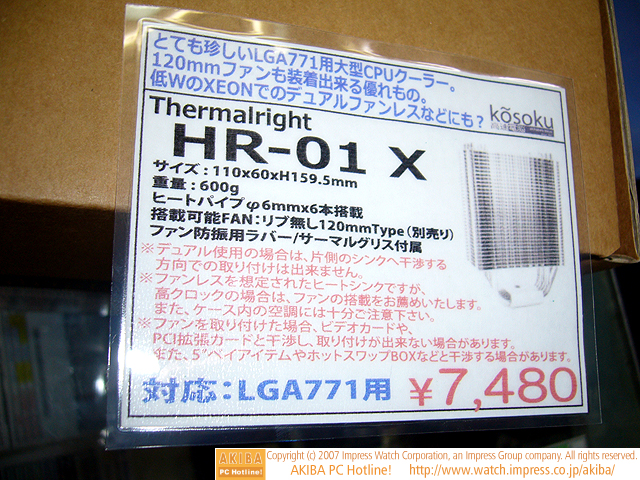 とても珍しいLGA771用大型CPUクーラー。
120mmファンも装着出来る優れもの。
低WのXEONでのデュアルファンレスなどにも?
kōsoku
高速電脳
Thermalright
HR-01 X
サイズ:110x60xH159.5mm
重量:600g
ヒートパイプφ6mmx6本搭載
搭載可能FAN:リブ無し120mmType(別売り)
ファン防振用ラバー/サーマルグリス付属
※デュアル使用の場合は、片側のシンクへ干渉する
方向での取り付けは出来ません。
※ファンレスを想定されたヒートシンクですが、
高クロックの場合は、ファンの搭載をお薦めいたします。
また、ケース内の空調には十分ご注意下さい。
※ファンを取り付けた場合、ビデオカードや、
PCI拡張カードと干渉し、取り付けが出来ない場合があります。
また、5"ベイアイテムやホットスワップBOXなどと干渉する場合があります。
対応:LGA771用
¥7,480
AKIBA
PC Hotline!
Copyright (c) 2007 Impress Watch Corporation, an Impress Group company. All rights reserved.
AKIBA PC Hotline! http://www.watch.impress.co.jp/akiba/